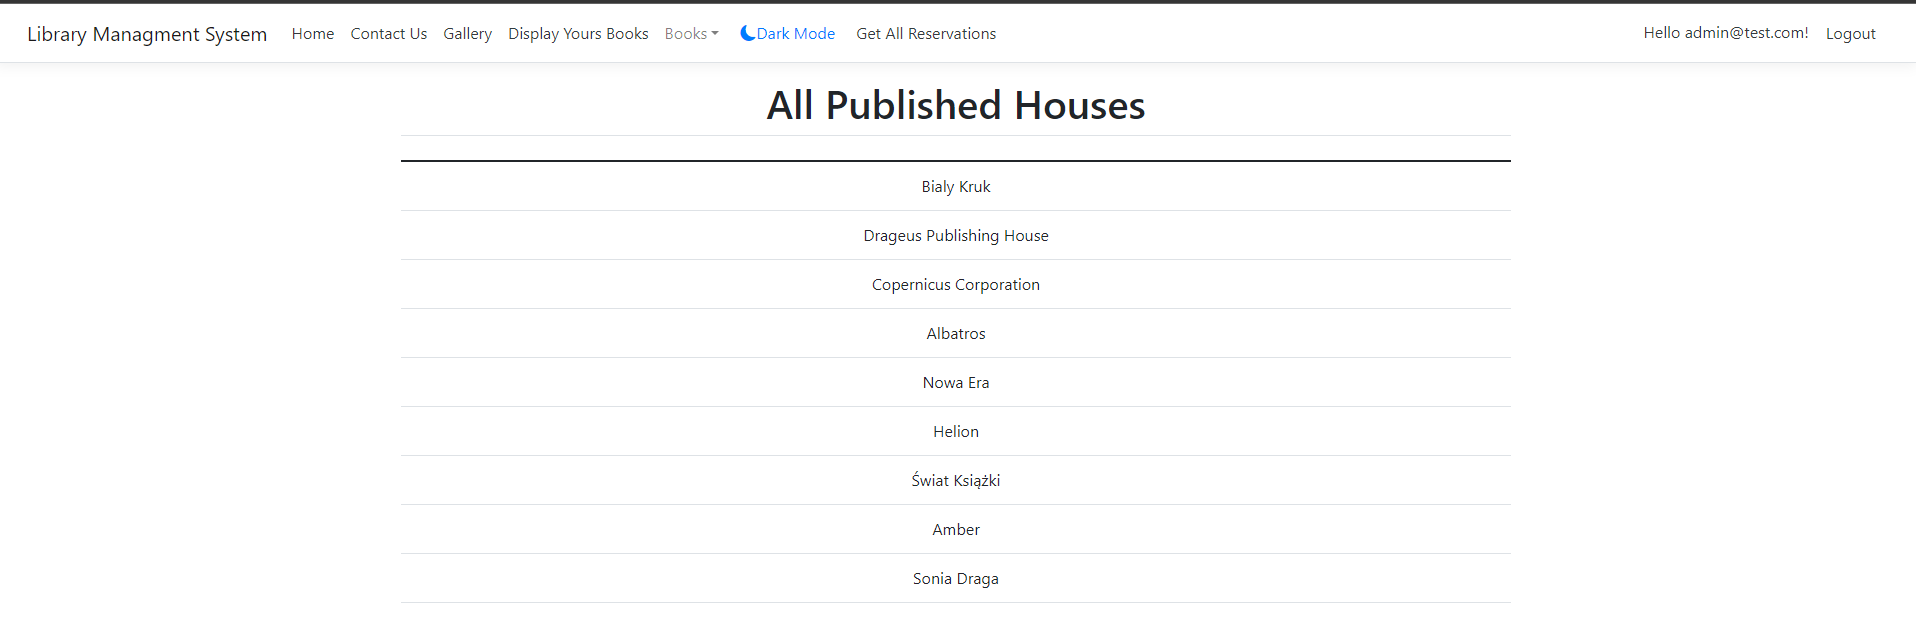 Library Managment System Home Contact Us Gallery Display Yours Books Books Dark Mode Get All Reservations Hello admin@test.com! Logout
All Published Houses
Bialy Kruk
Drageus Publishing House
Copernicus Corporation
Albatros
Nowa Era
Helion
Świat Książki
Amber
Sonia Draga